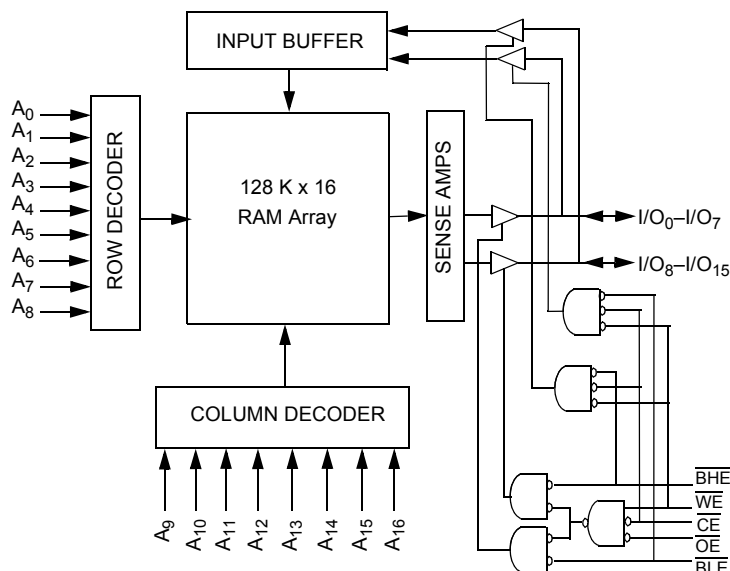 INPUT BUFFER
A0
A1
A2
A3
A4
A5
A6
A7
A8
ROW DECODER
128 K x 16
RAM Array
SENSE AMPS
I/O0–I/O7
I/O8–I/O15
COLUMN DECODER
A9
A10
A11
A12
A13
A14
A15
A16
BHE
WE
CE
OE
BLE